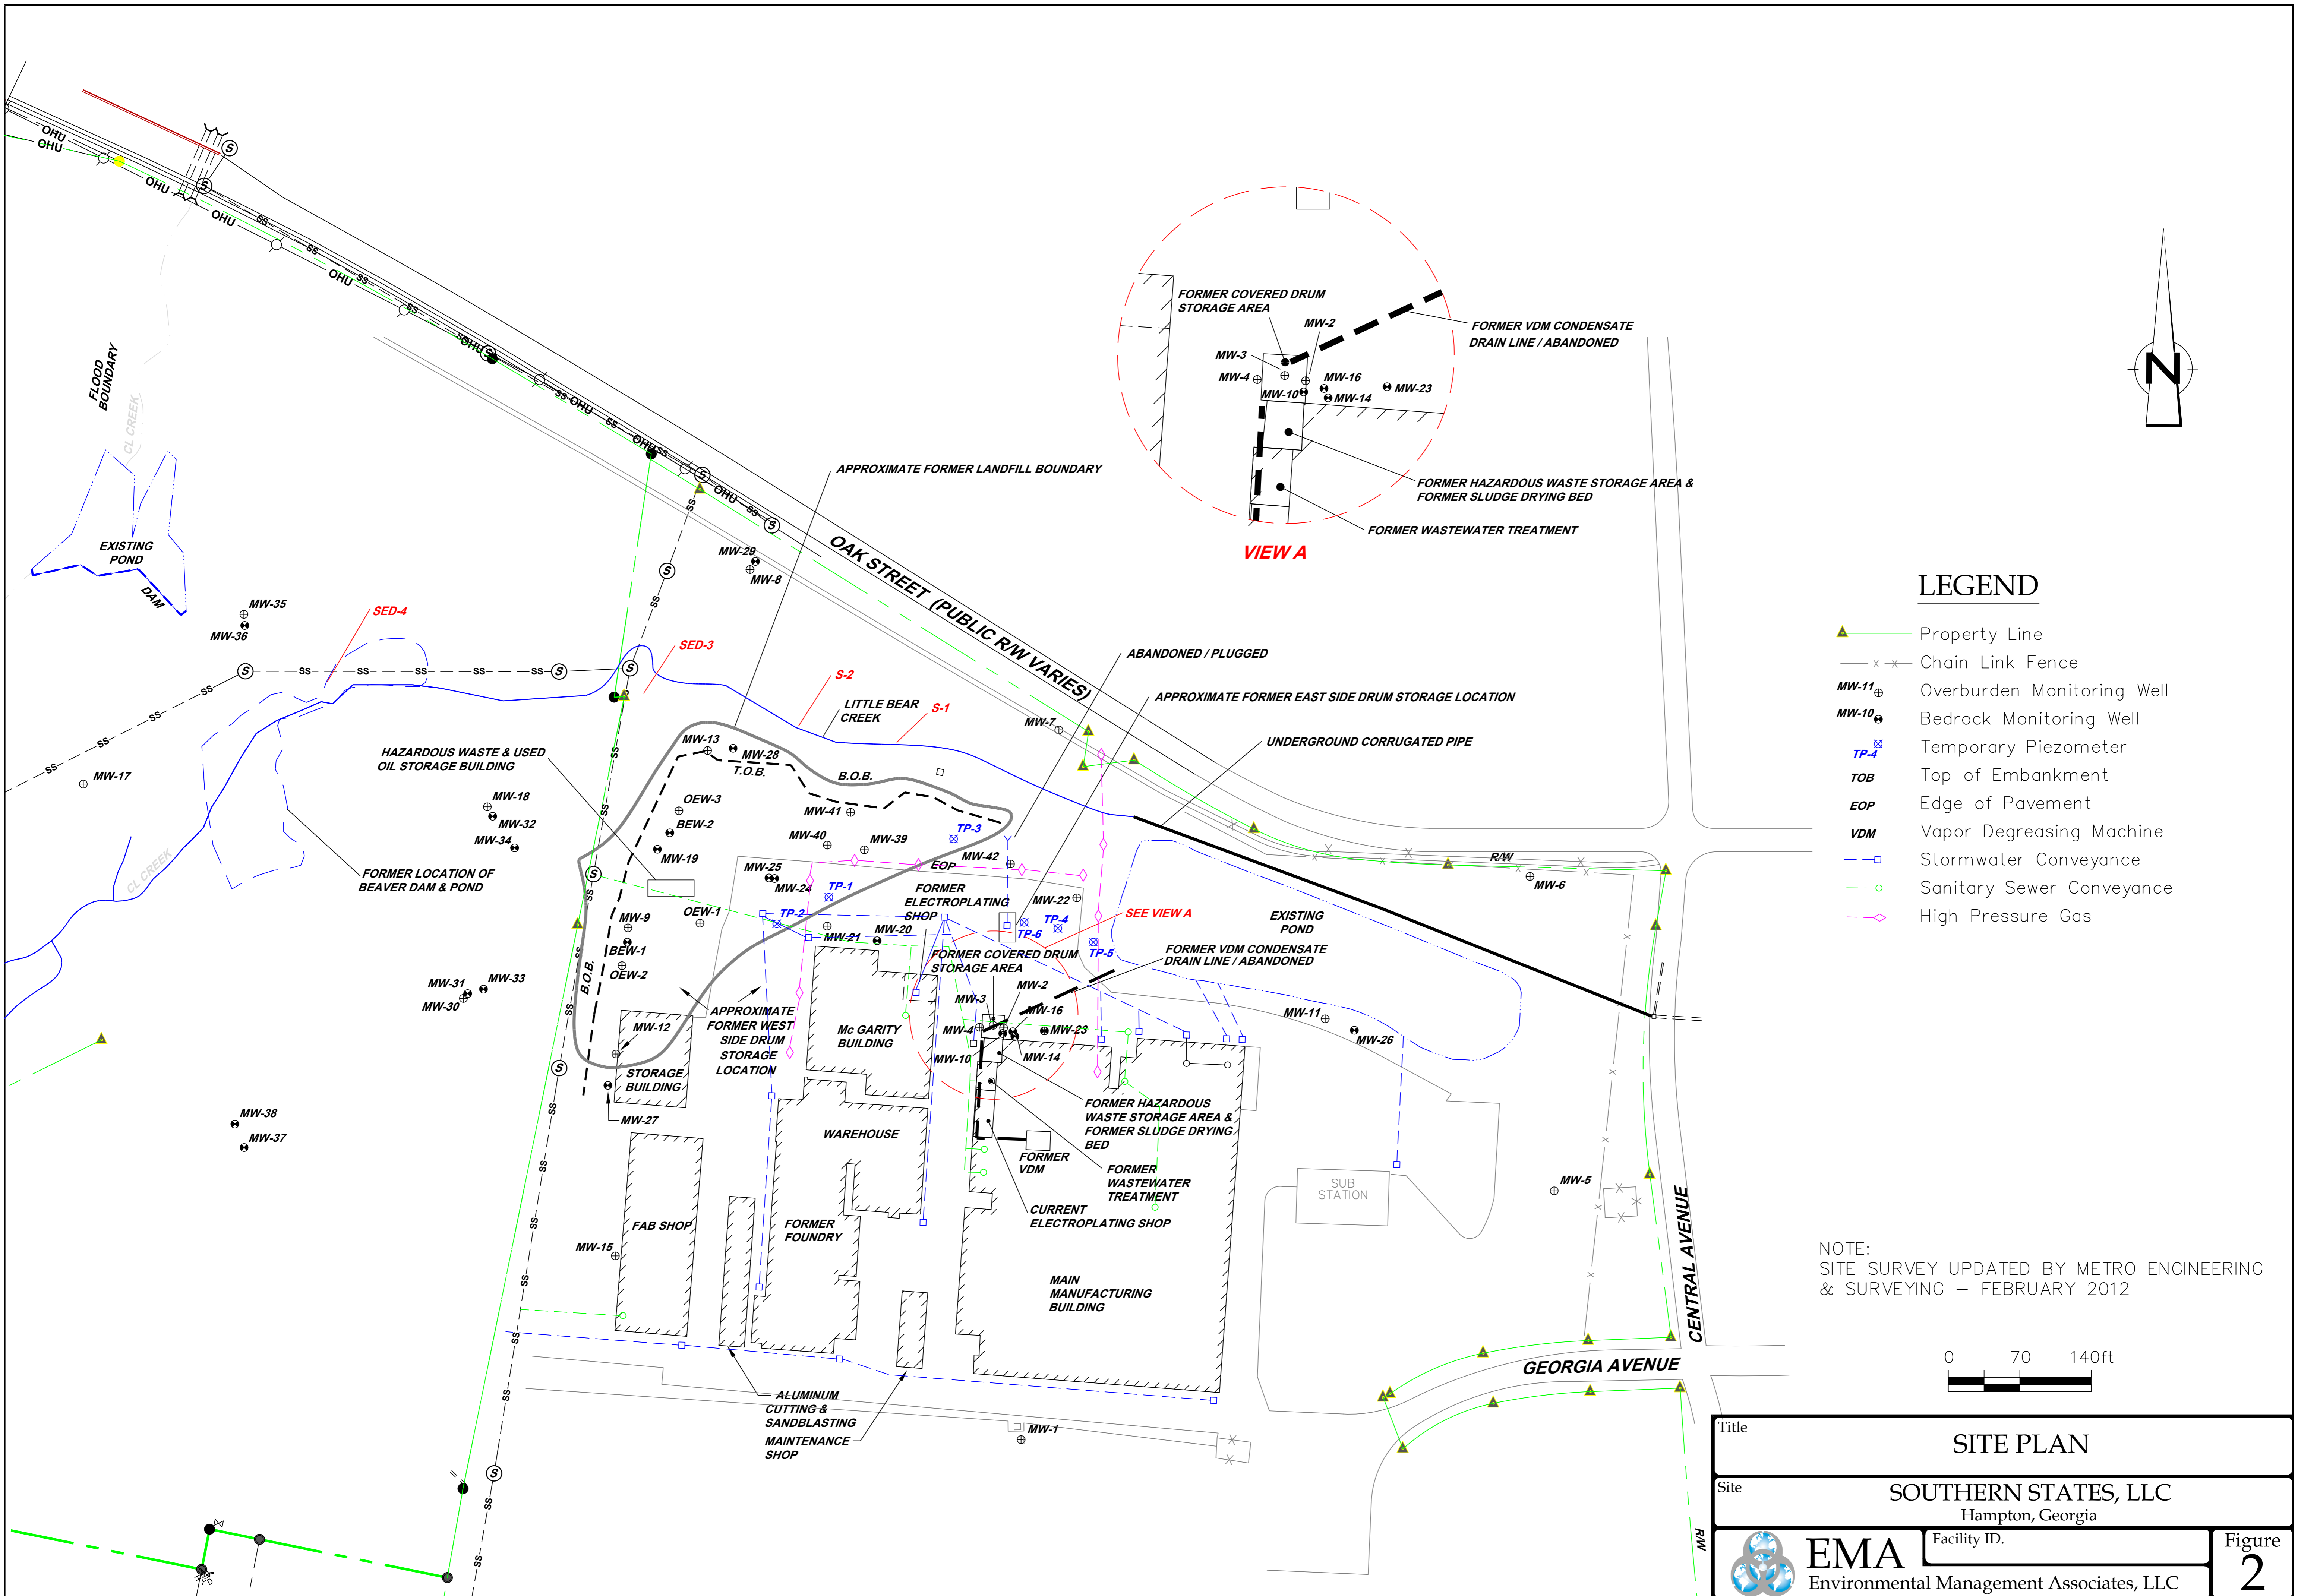 OHU
OHU
OHU
OHU
OHU
OHU
OHU
OHU
OHU
S
S
S
S
S
SS
SS
SS
SS
SS
SS
SS
SS
FLOOD
BOUNDARY
CL CREEK
EXISTING
POND
DAM
MW-35
MW-36
SED-4
SED-3
S-2
S-1
LITTLE BEAR
CREEK
MW-29
MW-8
APPROXIMATE FORMER LANDFILL BOUNDARY
OAK STREET (PUBLIC R/W VARIES)
FORMER COVERED DRUM
STORAGE AREA
MW-2
MW-3
MW-4
MW-16
MW-10
MW-14
MW-23
FORMER VDM CONDENSATE
DRAIN LINE / ABANDONED
FORMER HAZARDOUS WASTE STORAGE AREA &
FORMER SLUDGE DRYING BED
FORMER WASTEWATER TREATMENT
VIEW A
N
ABANDONED / PLUGGED
APPROXIMATE FORMER EAST SIDE DRUM STORAGE LOCATION
UNDERGROUND CORRUGATED PIPE
MW-7
HAZARDOUS WASTE & USED
OIL STORAGE BUILDING
MW-13
MW-28
T.O.B.
B.O.B.
MW-17
MW-18
MW-32
MW-34
OEW-3
BEW-2
MW-19
MW-41
MW-40
MW-39
TP-3
MW-42
EOP
CL CREEK
FORMER LOCATION OF
BEAVER DAM & POND
MW-25
MW-24
TP-1
TP-2
FORMER
ELECTROPLATING
SHOP
MW-22
TP-4
TP-6
TP-5
SEE VIEW A
EXISTING
POND
R/W
MW-6
MW-9
OEW-1
BEW-1
OEW-2
B.O.B.
MW-21
MW-20
FORMER COVERED DRUM
STORAGE AREA
FORMER VDM CONDENSATE
DRAIN LINE / ABANDONED
MW-31
MW-33
MW-30
MW-3
MW-2
MW-16
MW-4
MW-23
MW-10
MW-14
MW-11
MW-26
APPROXIMATE
FORMER WEST
SIDE DRUM
STORAGE
LOCATION
Mc GARITY
BUILDING
MW-12
STORAGE
BUILDING
MW-27
MW-38
MW-37
FORMER HAZARDOUS
WASTE STORAGE AREA &
FORMER SLUDGE DRYING
BED
WAREHOUSE
FORMER
VDM
FORMER
WASTEWATER
TREATMENT
CURRENT
ELECTROPLATING SHOP
SUB
STATION
MW-5
FAB SHOP
FORMER
FOUNDRY
MW-15
MAIN
MANUFACTURING
BUILDING
CENTRAL AVENUE
GEORGIA AVENUE
ALUMINUM
CUTTING &
SANDBLASTING
MAINTENANCE
SHOP
MW-1
R/W
LEGEND
Property Line
Chain Link Fence
MW-11 Overburden Monitoring Well
MW-10 Bedrock Monitoring Well
TP-4 Temporary Piezometer
TOB Top of Embankment
EOP Edge of Pavement
VDM Vapor Degreasing Machine
Stormwater Conveyance
Sanitary Sewer Conveyance
High Pressure Gas
NOTE:
SITE SURVEY UPDATED BY METRO ENGINEERING
& SURVEYING – FEBRUARY 2012
0 70 140ft
Title
SITE PLAN
Site
SOUTHERN STATES, LLC
Hampton, Georgia
EMA
Environmental Management Associates, LLC
Facility ID.
Figure
2